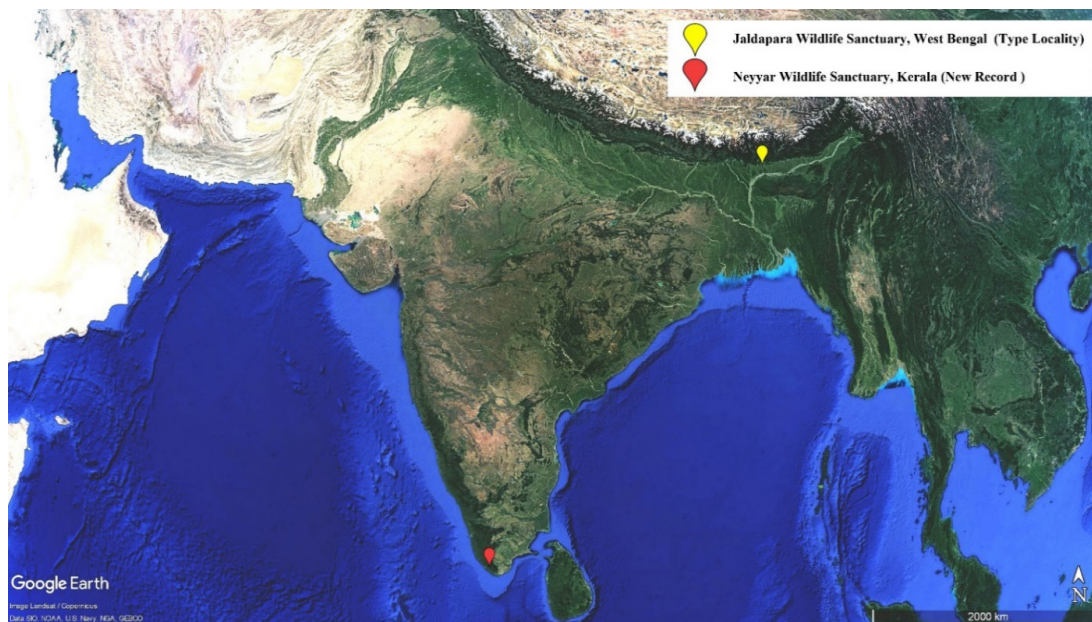 Jaldapara Wildlife Sanctuary, West Bengal (Type Locality)
Neyyar Wildlife Sanctuary, Kerala (New Record )
Google Earth
Image Landsat / Copernicus
Data SIO, NOAA, U.S. Navy, NGA, GEBCO
N
2000 km